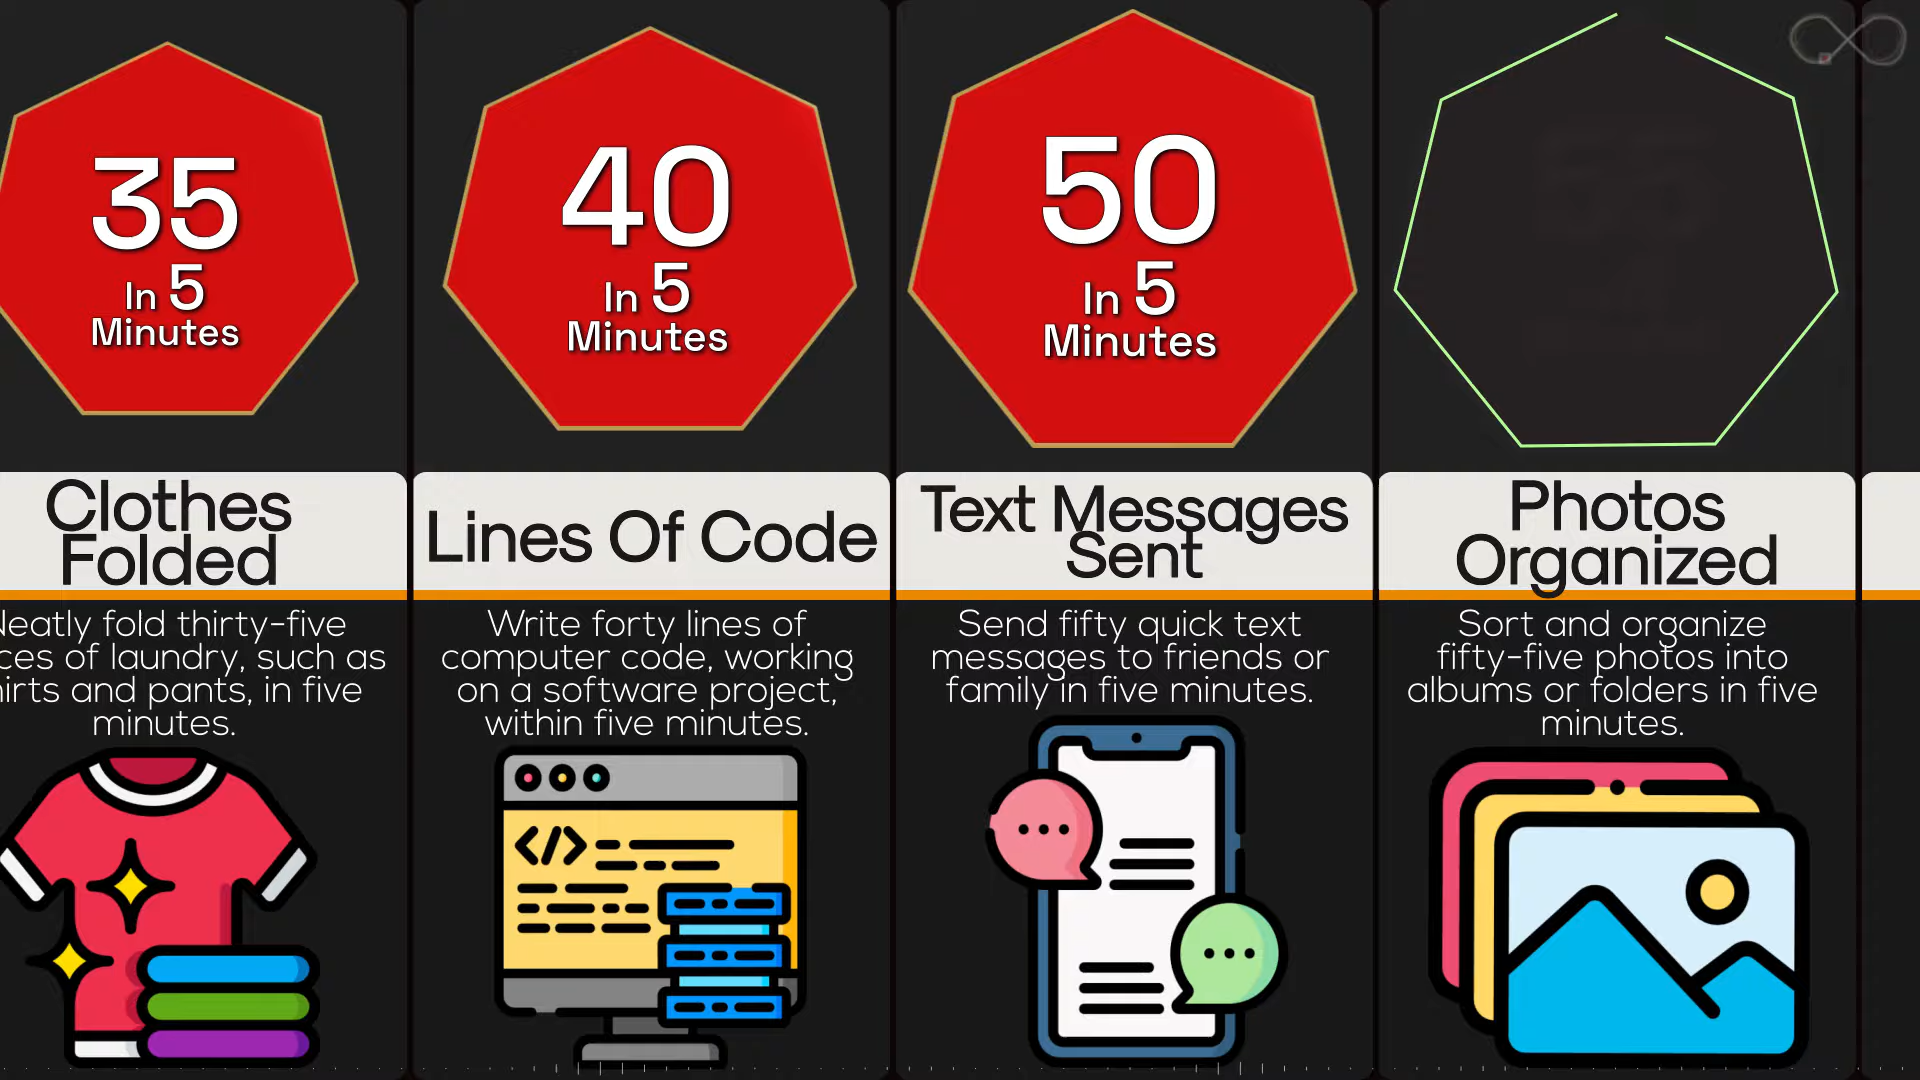 35
In 5
Minutes
Clothes
Folded
Neatly fold thirty-five
ces of laundry, such as
irts and pants, in five
minutes.
40
In 5
Minutes
Lines Of Code
Write forty lines of
computer code, working
on a software project,
within five minutes.
</>
50
In 5
Minutes
Text Messages
Sent
Send fifty quick text
messages to friends or
family in five minutes.
Photos
Organized
Sort and organize
fifty-five photos into
albums or folders in five
minutes.